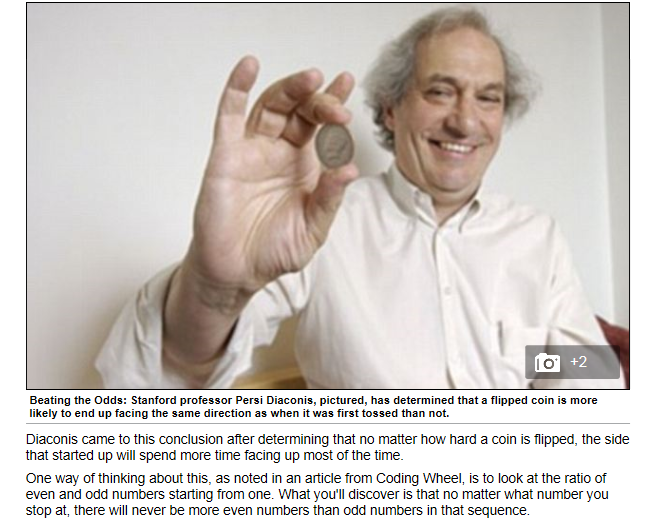 +2
Beating the Odds: Stanford professor Persi Diaconis, pictured, has determined that a flipped coin is more
likely to end up facing the same direction as when it was first tossed than not.
Diaconis came to this conclusion after determining that no matter how hard a coin is flipped, the side
that started up will spend more time facing up most of the time.
One way of thinking about this, as noted in an article from Coding Wheel, is to look at the ratio of
even and odd numbers starting from one. What you'll discover is that no matter what number you
stop at, there will never be more even numbers than odd numbers in that sequence.